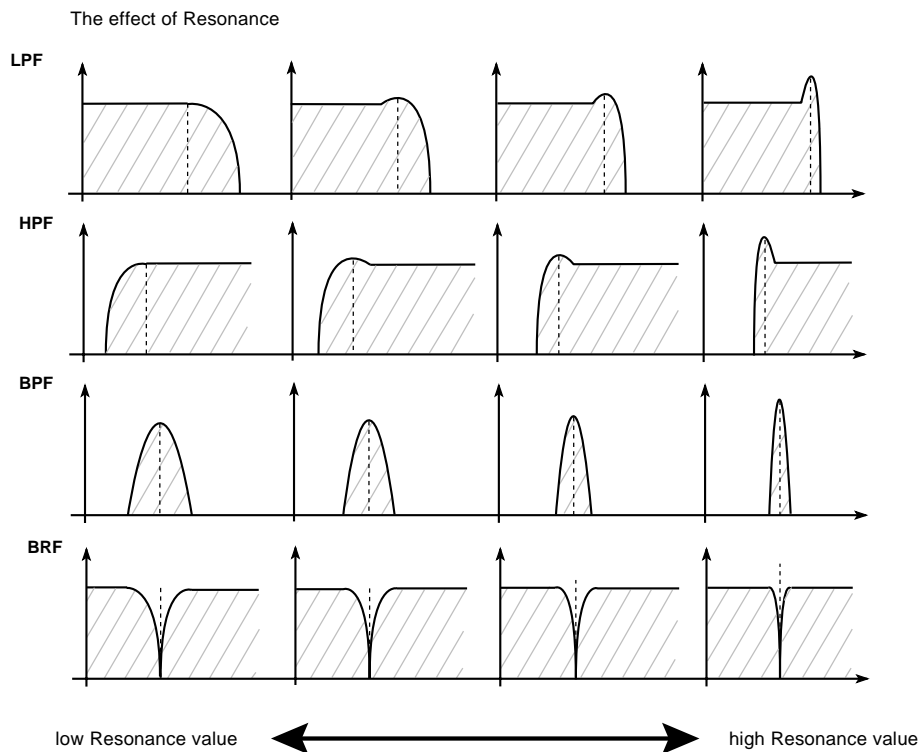 The effect of Resonance
LPF
HPF
BPF
BRF
low Resonance value
high Resonance value